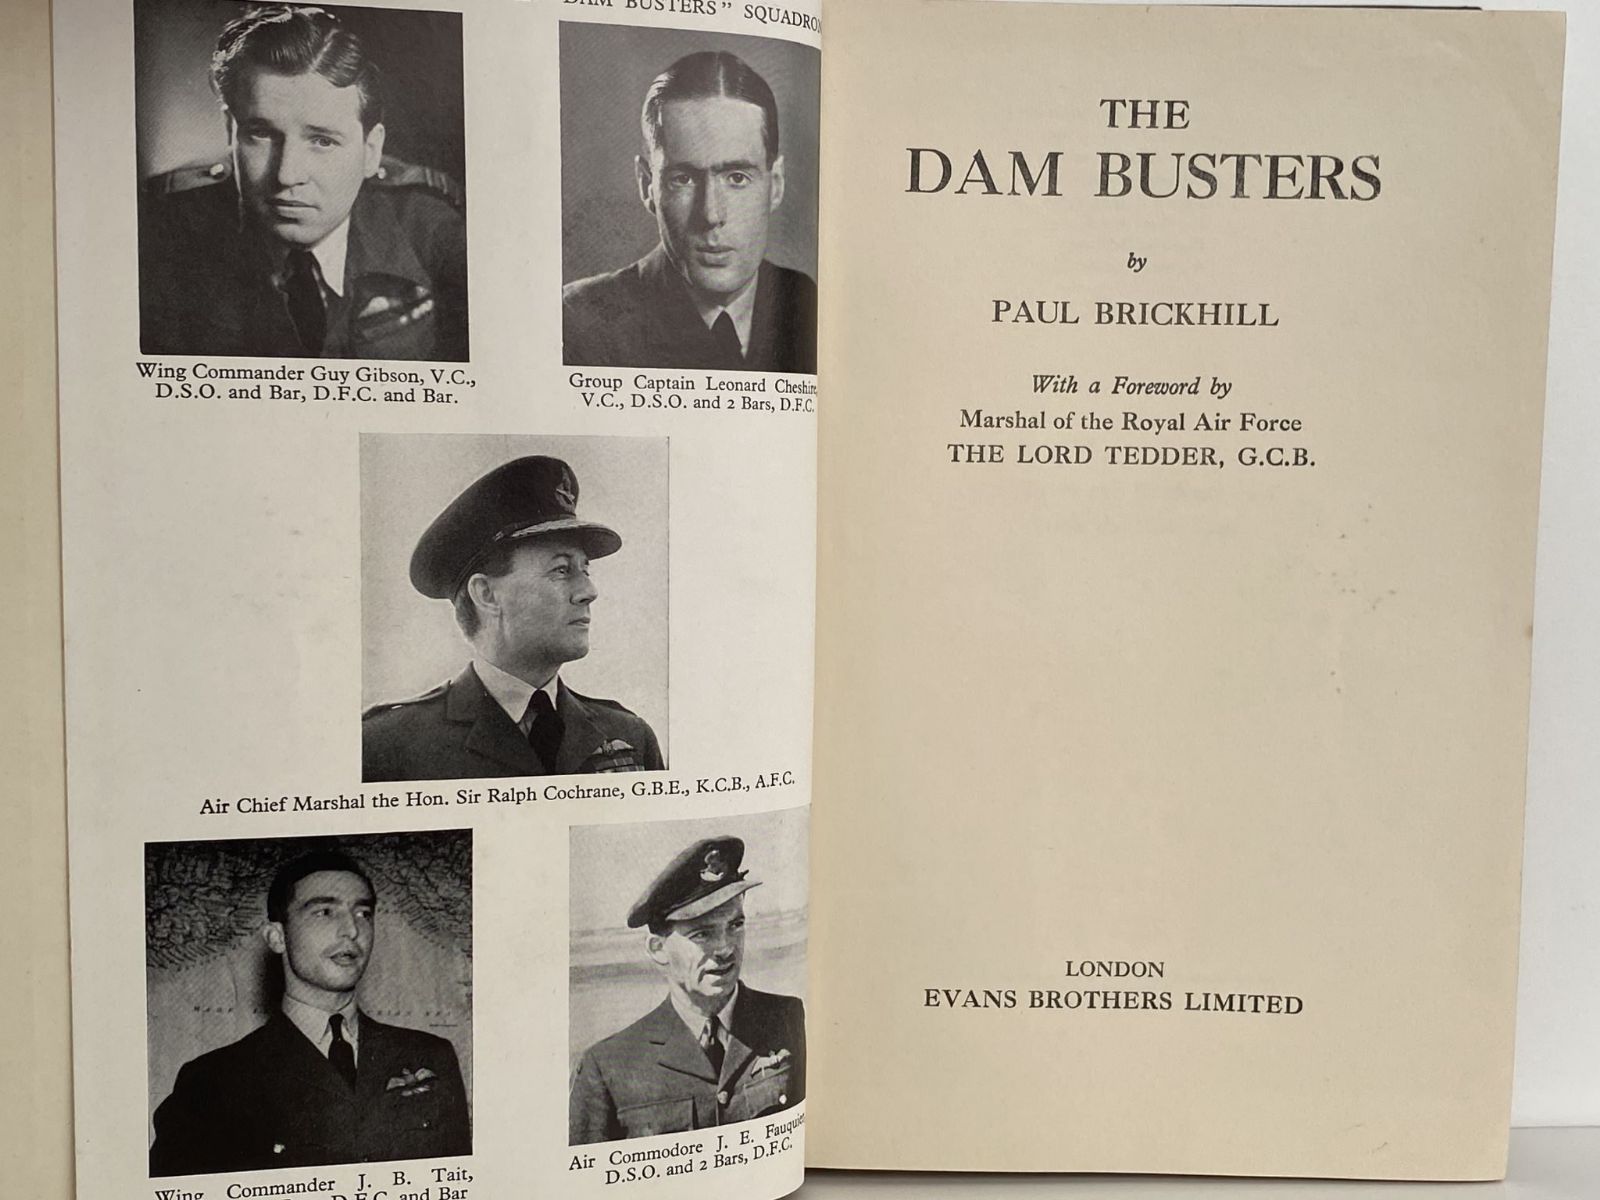 DAM BUSTERS" SQUADRON
Wing Commander Guy Gibson, V.C.,
D.S.O. and Bar, D.F.C. and Bar.
Group Captain Leonard Cheshire,
V.C., D.S.O. and 2 Bars, D.F.C.
Air Chief Marshal the Hon. Sir Ralph Cochrane, G.B.E., K.C.B., A.F.C.
Wing Commander J. B. Tait,
D.F.C. and Bar
Air Commodore J. E. Fauquier,
D.S.O. and 2 Bars, D.F.C.
THE
DAM BUSTERS
by
PAUL BRICKHILL
With a Foreword by
Marshal of the Royal Air Force
THE LORD TEDDER, G.C.B.
LONDON
EVANS BROTHERS LIMITED